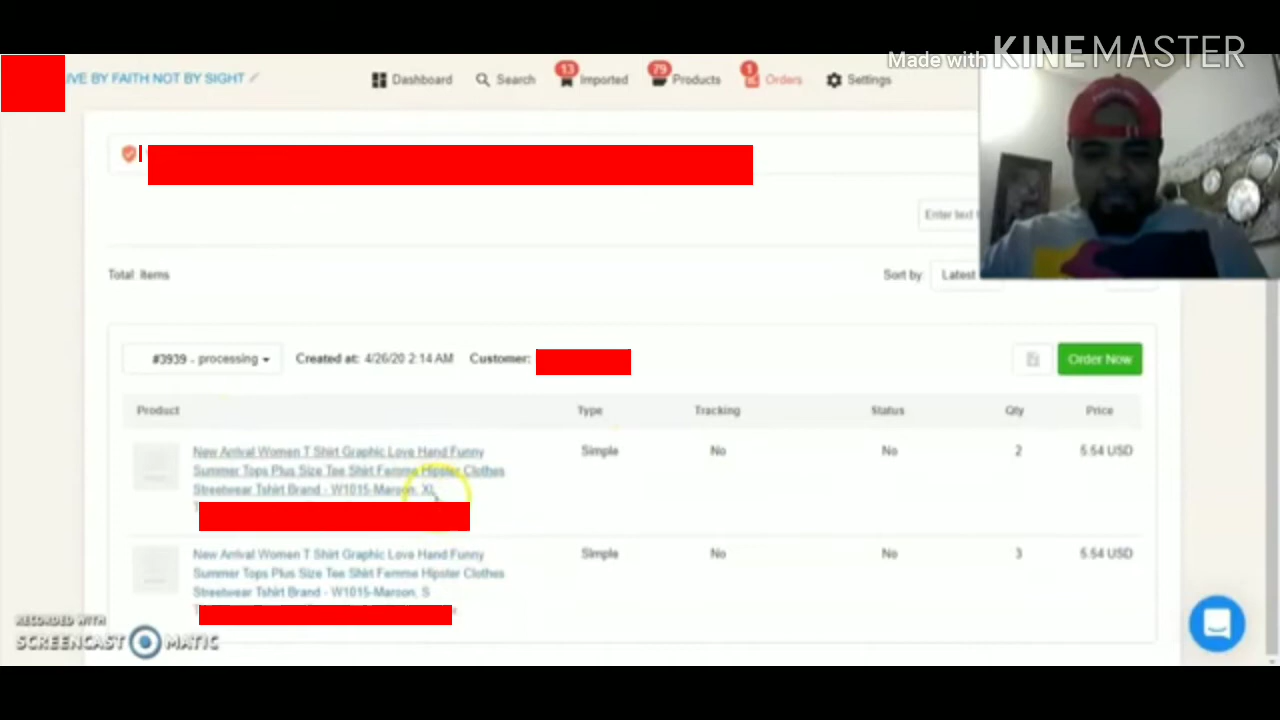 Made with KINEMASTER
IVE BY FAITH NOT BY SIGHT
Dashboard Search 13 Imported 79 Products 1 Orders Settings
Enter text
Total items
Sort by Latest
#3939 - processing Created at: 4/26/20 2:14 AM Customer: Order Now
Product Type Tracking Status Qty Price
New Arrival Women T Shirt Graphic Love Hand Funny Simple No No 2 5.54 USD
Summer Tops Plus Size Tee Shirt Femme Hipster Clothes
Streetwear Tshirt Brand - W1015-Maroon, XL
New Arrival Women T Shirt Graphic Love Hand Funny Simple No No 3 5.54 USD
Summer Tops Plus Size Tee Shirt Femme Hipster Clothes
Streetwear Tshirt Brand - W1015-Maroon, S
RECORDED WITH
SCREENCAST MATIC